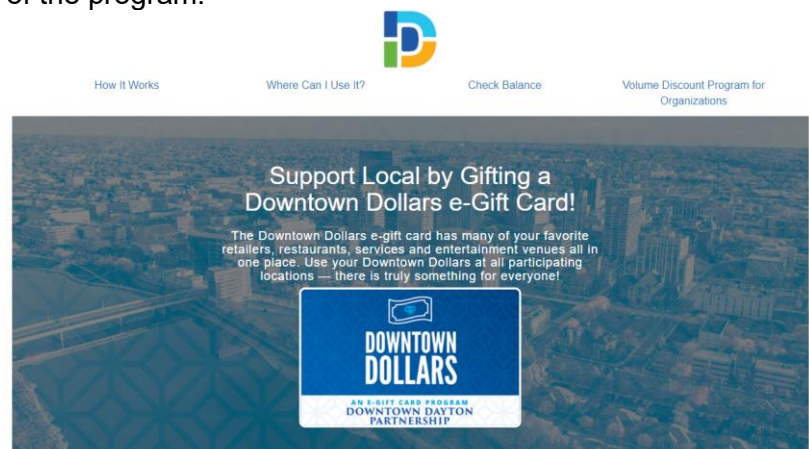 of the program.
How It Works
Where Can I Use It?
Check Balance
Volume Discount Program for
Organizations
Support Local by Gifting a
Downtown Dollars e-Gift Card!
The Downtown Dollars e-gift card has many of your favorite
retailers, restaurants, services and entertainment venues all in
one place. Use your Downtown Dollars at all participating
locations — there is truly something for everyone!
DOWNTOWN
DOLLARS
AN E-GIFT CARD PROGRAM
DOWNTOWN DAYTON
PARTNERSHIP